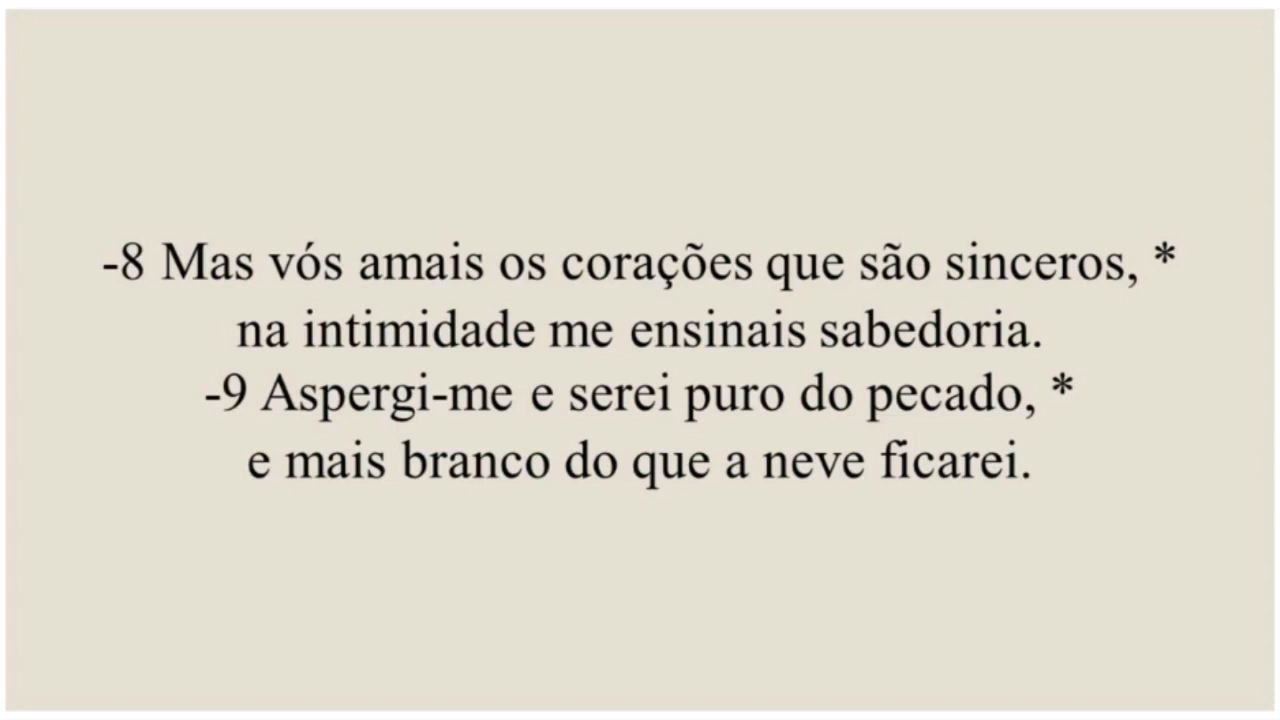 -8 Mas vós amais os corações que são sinceros, *
na intimidade me ensinais sabedoria.
-9 Aspergi-me e serei puro do pecado, *
e mais branco do que a neve ficarei.